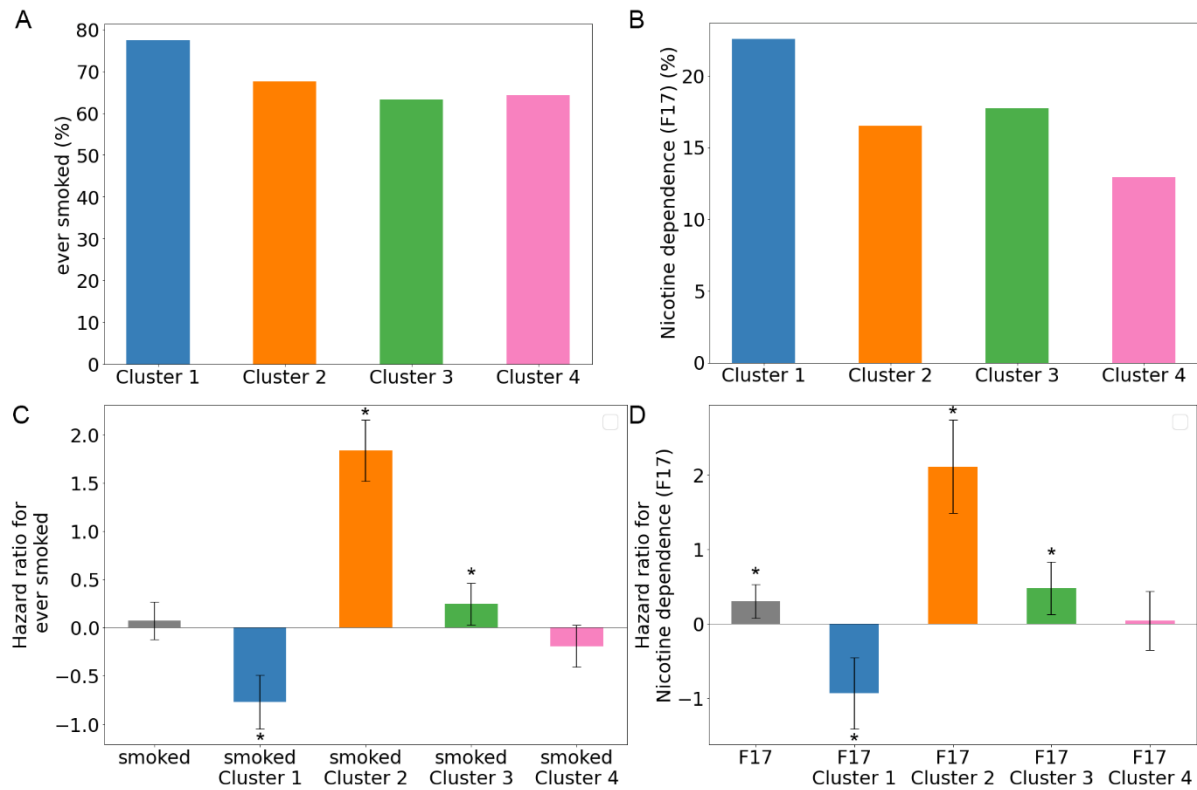 A
ever smoked (%)
80
70
60
50
40
30
20
10
0
Cluster 1 Cluster 2 Cluster 3 Cluster 4
B
Nicotine dependence (F17) (%)
20
15
10
5
0
Cluster 1 Cluster 2 Cluster 3 Cluster 4
C
Hazard ratio for
ever smoked
2.0
1.5
1.0
0.5
0.0
−0.5
−1.0
*
*
*
smoked smoked smoked smoked smoked
Cluster 1 Cluster 2 Cluster 3 Cluster 4
D
Hazard ratio for
Nicotine dependence (F17)
2
1
0
−1
*
*
*
*
F17 F17 F17 F17 F17
Cluster 1 Cluster 2 Cluster 3 Cluster 4